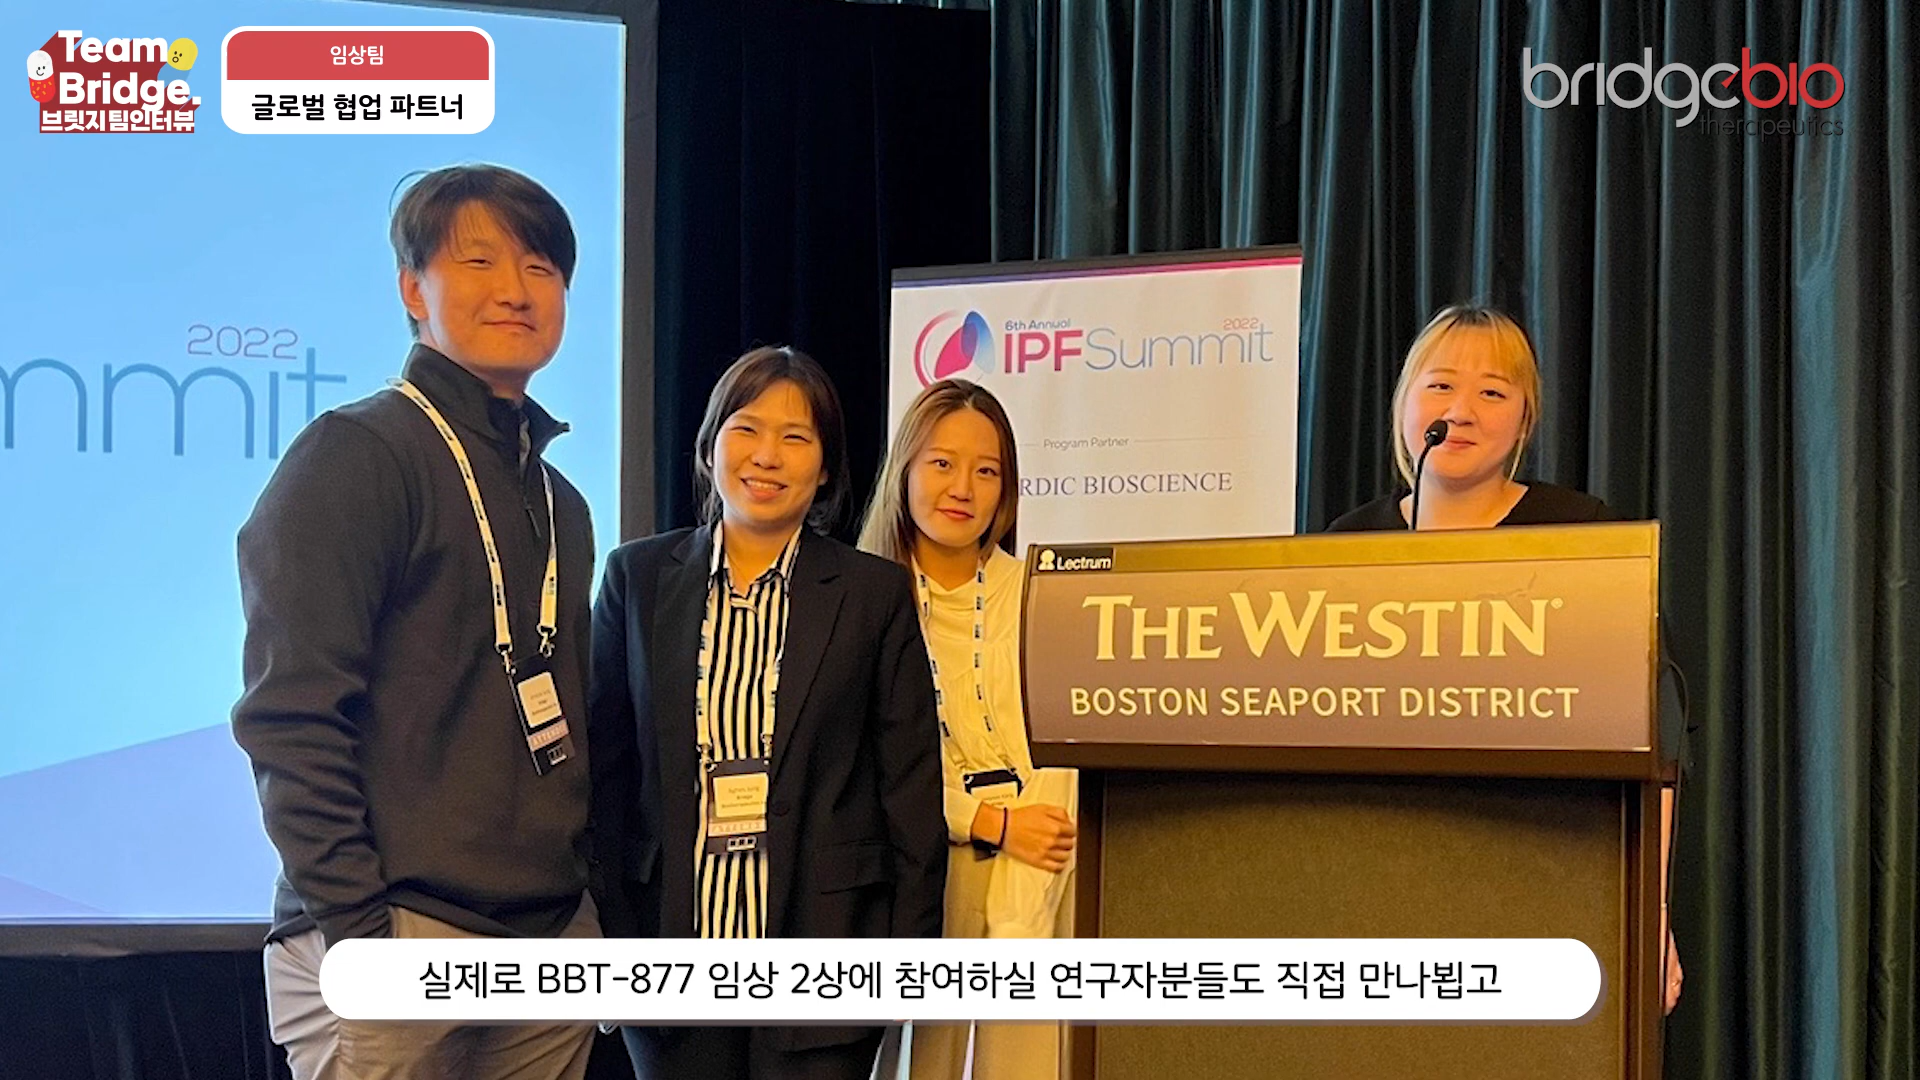 Team
Bridge.
브릿지팀인터뷰
임상팀
글로벌 협업 파트너
bridgebio
therapeutics
2022
mmit
6th Annual
2022
IPF Summit
Program Partner
RDIC BIOSCIENCE
Lectrum
THE WESTIN
BOSTON SEAPORT DISTRICT
실제로 BBT-877 임상 2상에 참여하실 연구자분들도 직접 만나뵙고